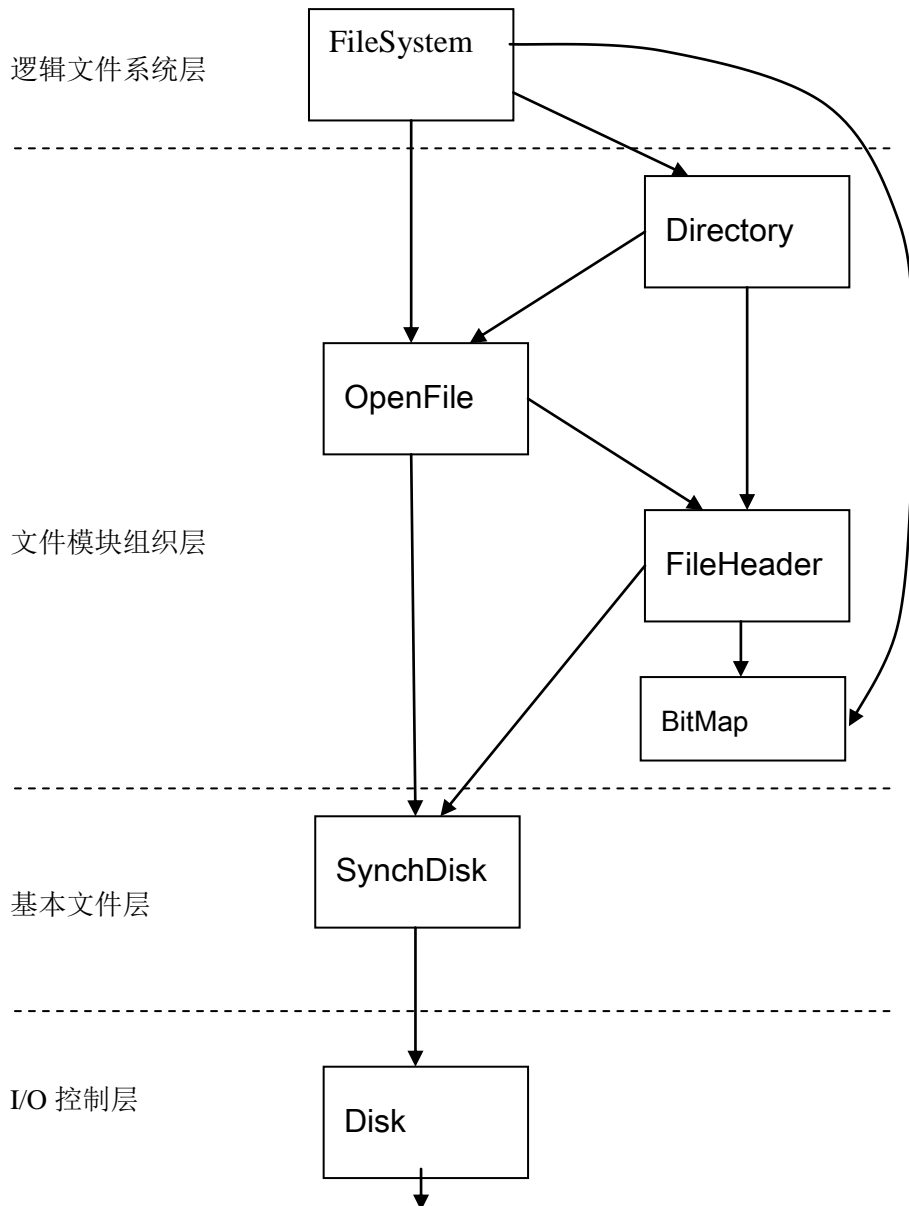 FileSystem
逻辑文件系统层
Directory
OpenFile
文件模块组织层
FileHeader
BitMap
SynchDisk
基本文件层
I/O 控制层
Disk